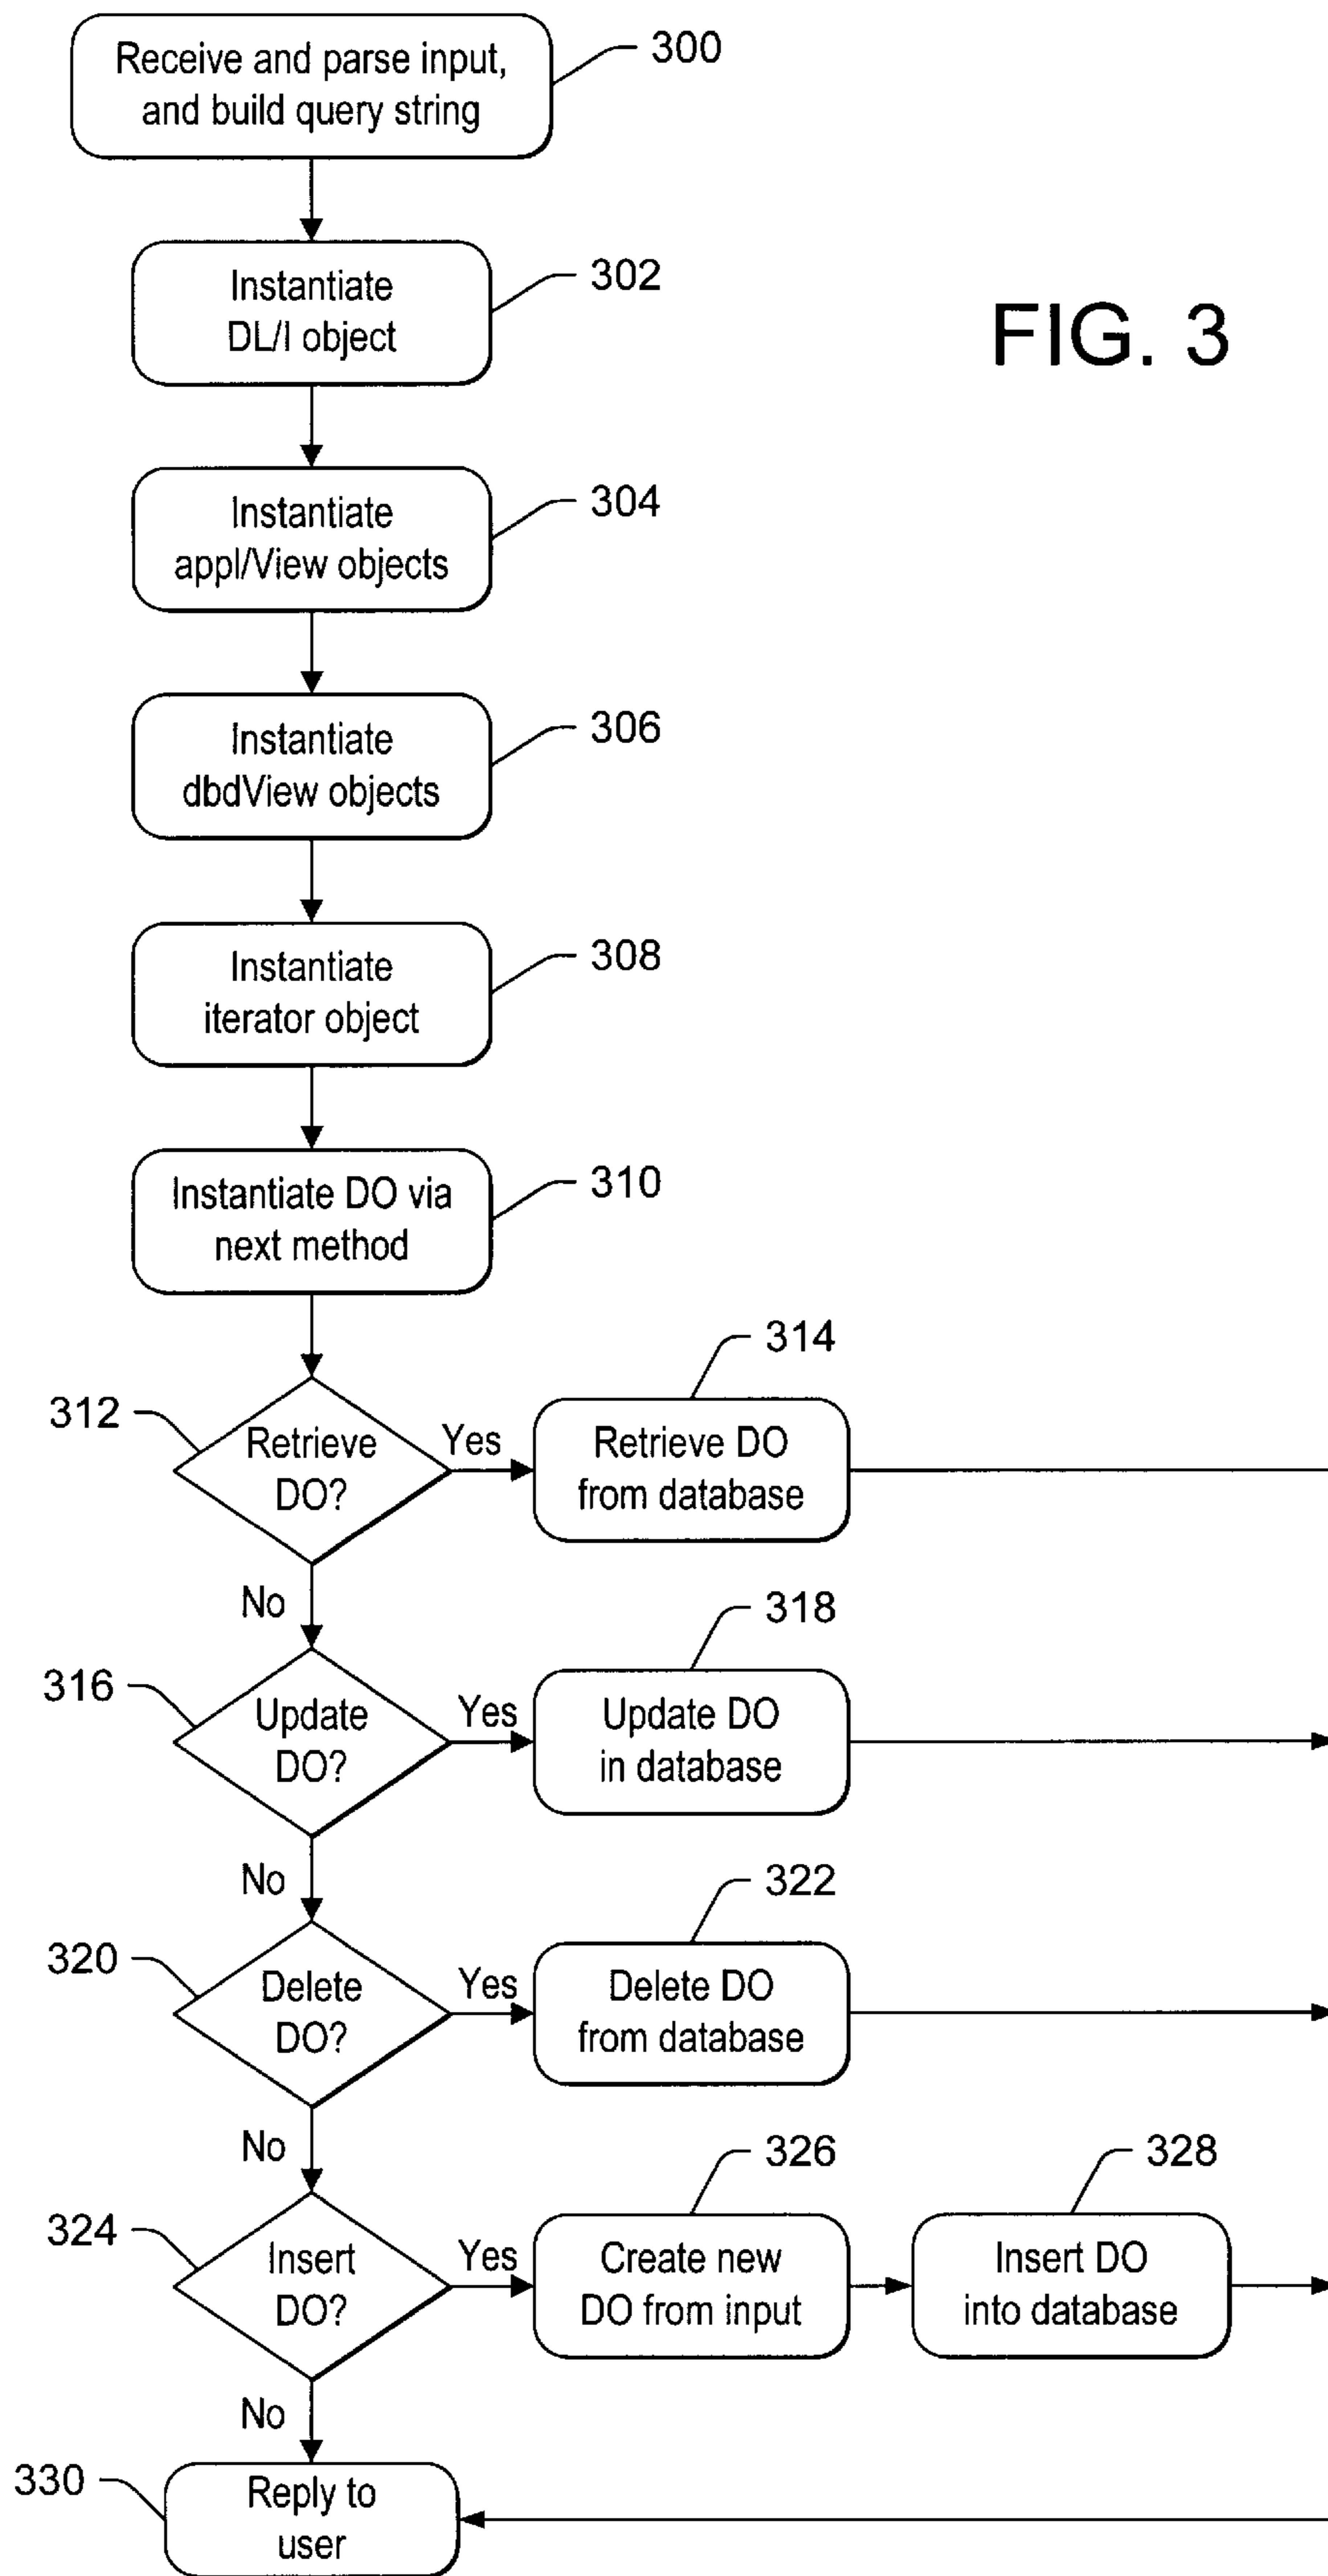 Receive and parse input,
and build query string
300
Instantiate
DL/I object
302
FIG. 3
Instantiate
appl/View objects
304
Instantiate
dbdView objects
306
Instantiate
iterator object
308
Instantiate DO via
next method
310
312
Retrieve
DO?
Yes
314
Retrieve DO
from database
No
316
Update
DO?
Yes
318
Update DO
in database
No
320
Delete
DO?
Yes
322
Delete DO
from database
No
324
Insert
DO?
Yes
326
Create new
DO from input
328
Insert DO
into database
No
330
Reply to
user